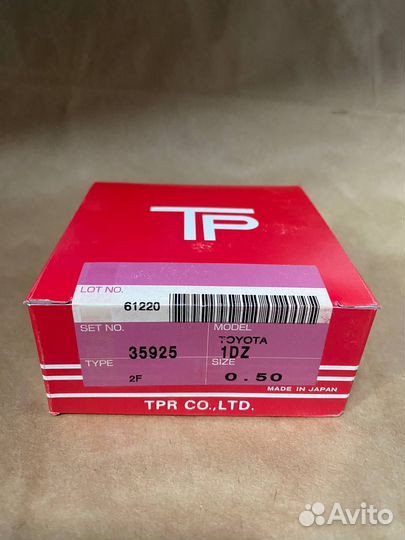 TP
LOT NO.
61220
SET NO. MODEL
35925 TOYOTA 1DZ
TYPE SIZE
2F 0.50
MADE IN JAPAN
TPR CO.,LTD.
Avito